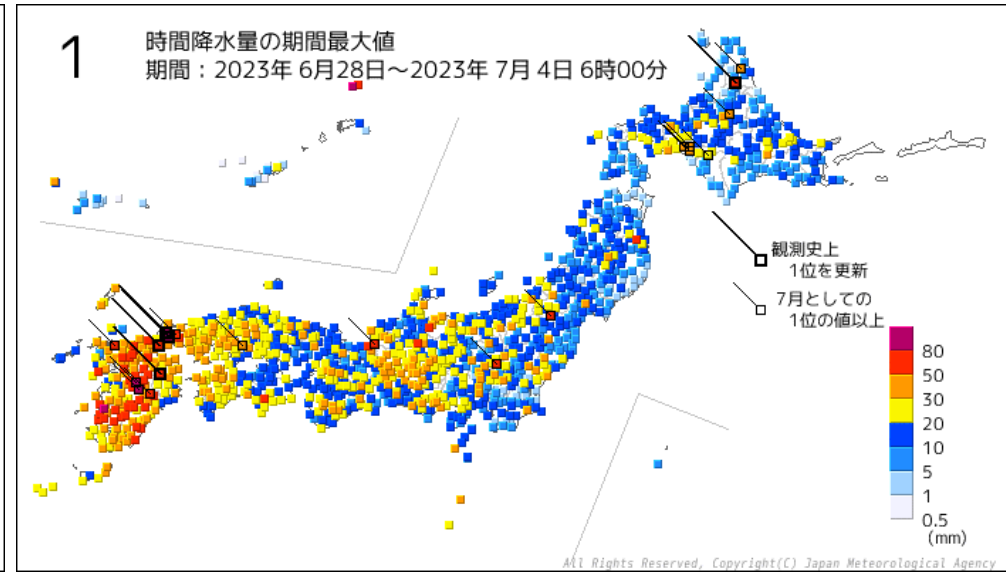 1
時間降水量の期間最大値
期間：2023年 6月28日～2023年 7月 4日 6時00分
観測史上
1位を更新
7月としての
1位の値以上
80
50
30
20
10
5
1
0.5
(mm)
All Rights Reserved, Copyright(C) Japan Meteorological Agency